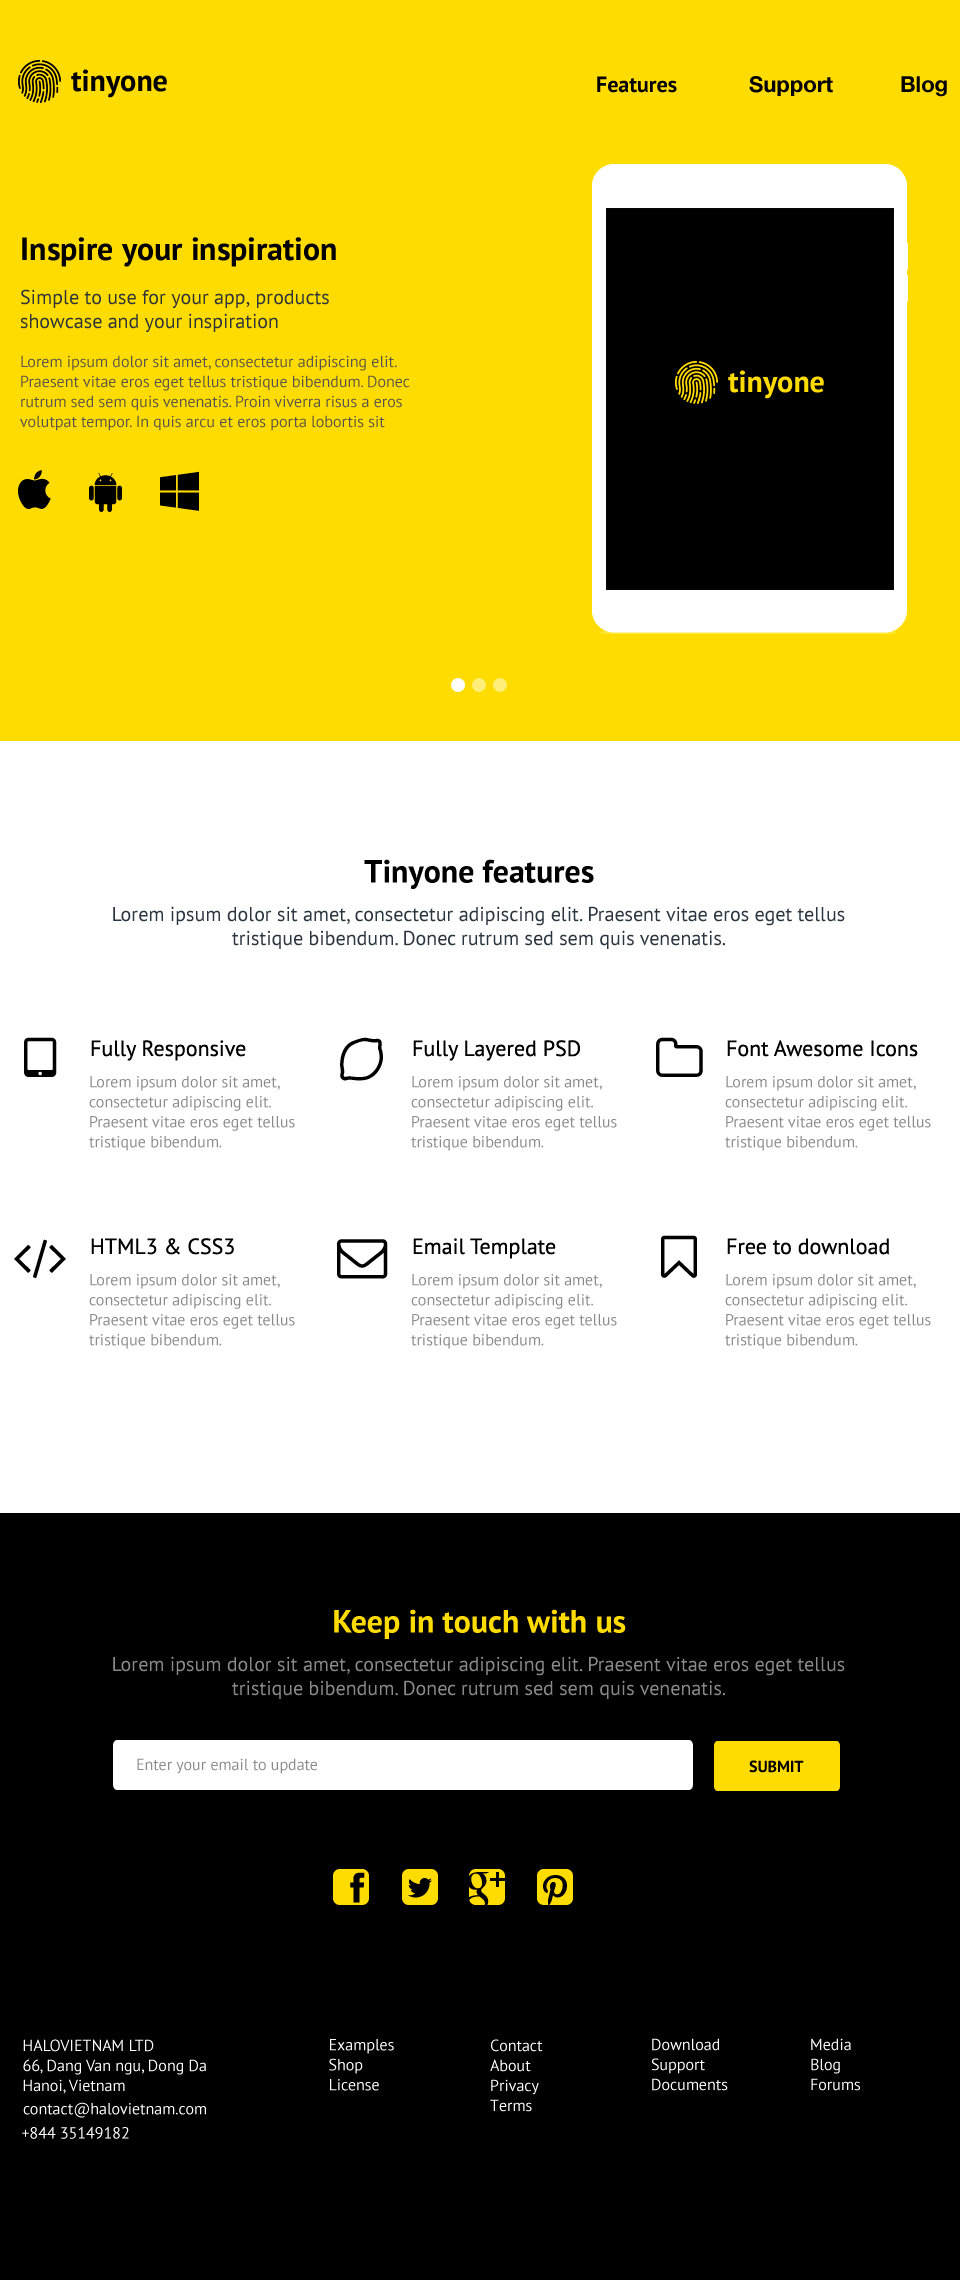 tinyone
Features
Support
Blog
Inspire your inspiration
Simple to use for your app, products
showcase and your inspiration
Lorem ipsum dolor sit amet, consectetur adipiscing elit.
Praesent vitae eros eget tellus tristique bibendum. Donec
rutrum sed sem quis venenatis. Proin viverra risus a eros
volutpat tempor. In quis arcu et eros porta lobortis sit
tinyone
Tinyone features
Lorem ipsum dolor sit amet, consectetur adipiscing elit. Praesent vitae eros eget tellus
tristique bibendum. Donec rutrum sed sem quis venenatis.
Fully Responsive
Lorem ipsum dolor sit amet,
consectetur adipiscing elit.
Praesent vitae eros eget tellus
tristique bibendum.
Fully Layered PSD
Lorem ipsum dolor sit amet,
consectetur adipiscing elit.
Praesent vitae eros eget tellus
tristique bibendum.
Font Awesome Icons
Lorem ipsum dolor sit amet,
consectetur adipiscing elit.
Praesent vitae eros eget tellus
tristique bibendum.
HTML3 & CSS3
Lorem ipsum dolor sit amet,
consectetur adipiscing elit.
Praesent vitae eros eget tellus
tristique bibendum.
Email Template
Lorem ipsum dolor sit amet,
consectetur adipiscing elit.
Praesent vitae eros eget tellus
tristique bibendum.
Free to download
Lorem ipsum dolor sit amet,
consectetur adipiscing elit.
Praesent vitae eros eget tellus
tristique bibendum.
Keep in touch with us
Lorem ipsum dolor sit amet, consectetur adipiscing elit. Praesent vitae eros eget tellus
tristique bibendum. Donec rutrum sed sem quis venenatis.
Enter your email to update
SUBMIT
HALOVIETNAM LTD
66, Dang Van ngu, Dong Da
Hanoi, Vietnam
contact@halovietnam.com
+844 35149182
Examples
Shop
License
Contact
About
Privacy
Terms
Download
Support
Documents
Media
Blog
Forums